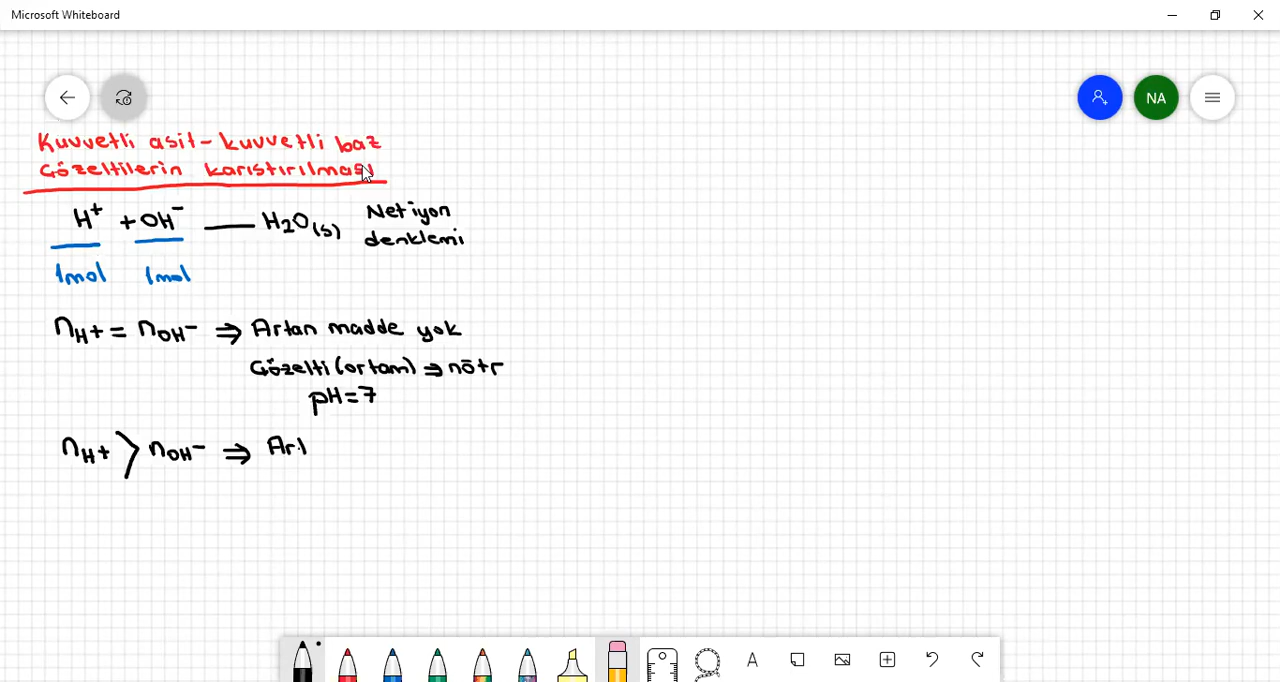 Microsoft Whiteboard
NA
Kuvvetli asit - kuvvetli baz
Çözeltilerin karıştırılması
H⁺ + OH⁻ — H₂O(s) Net iyon
denklemi
1mol 1mol
nH+ = nOH- ⇒ Artan madde yok
Çözelti (ortam) ⇒ nötr
pH = 7
nH+ > nOH- ⇒
A